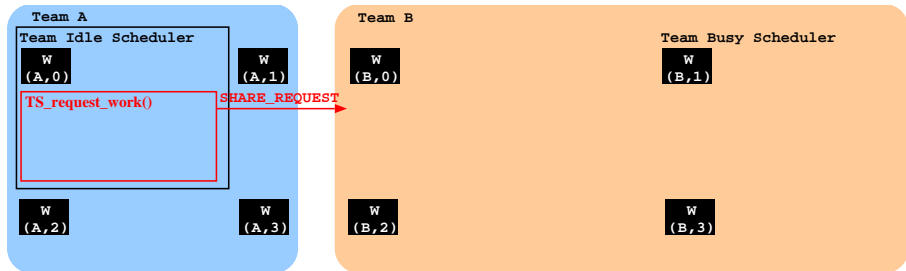 Team A
Team B
Team Idle Scheduler
Team Busy Scheduler
W
(A,0)
W
(A,1)
W
(B,0)
W
(B,1)
TS_request_work()
SHARE_REQUEST
W
(A,2)
W
(A,3)
W
(B,2)
W
(B,3)